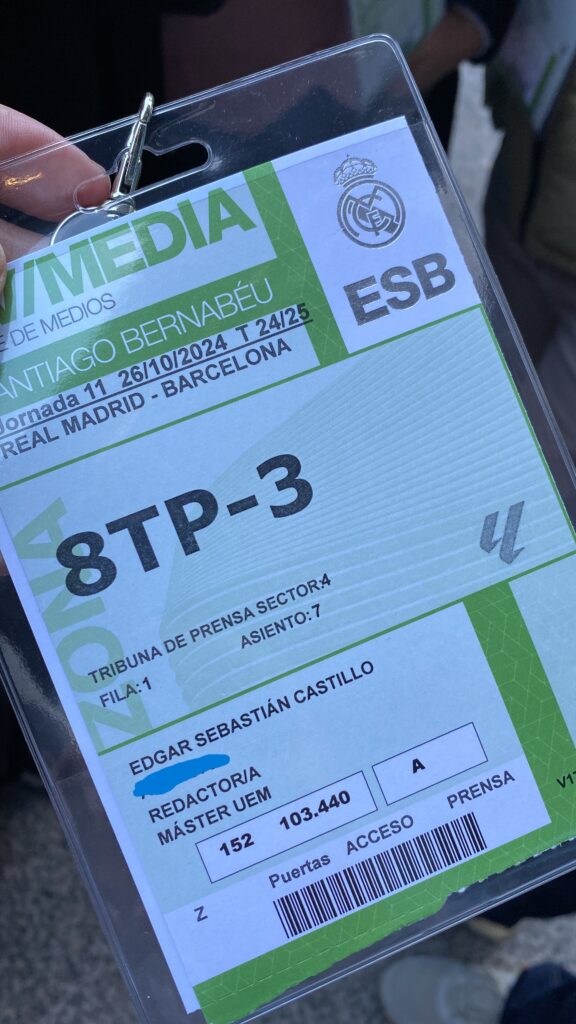 MEDIA
E DE MEDIOS
ANTIAGO BERNABÉU
ESB
Jornada 11 26/10/2024 T 24/25
REAL MADRID - BARCELONA
ZONA
8TP-3
TRIBUNA DE PRENSA SECTOR:4
FILA:1 ASIENTO:7
EDGAR SEBASTIÁN CASTILLO
REDACTOR/A
MÁSTER UEM
152 103.440 A
Z Puertas ACCESO PRENSA